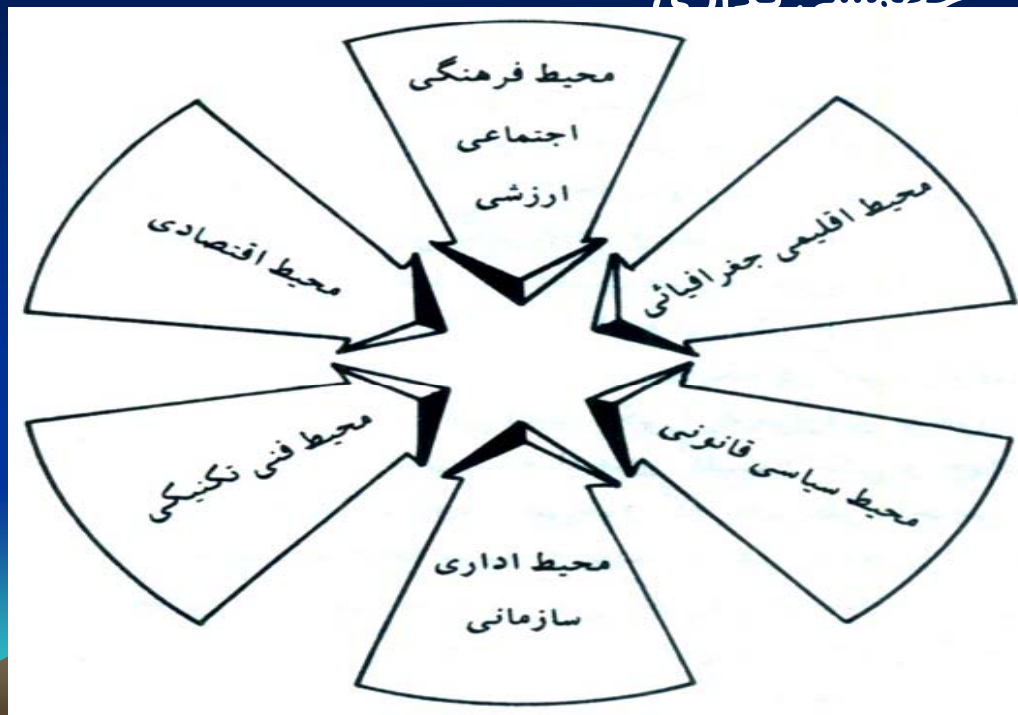 محیط فرهنگی
اجتماعی
ارزشی
محیط اقلیمی جغرافیائی
محیط اقتصادی
محیط سیاسی قانونی
محیط فنی تکنیکی
محیط اداری
سازمانی